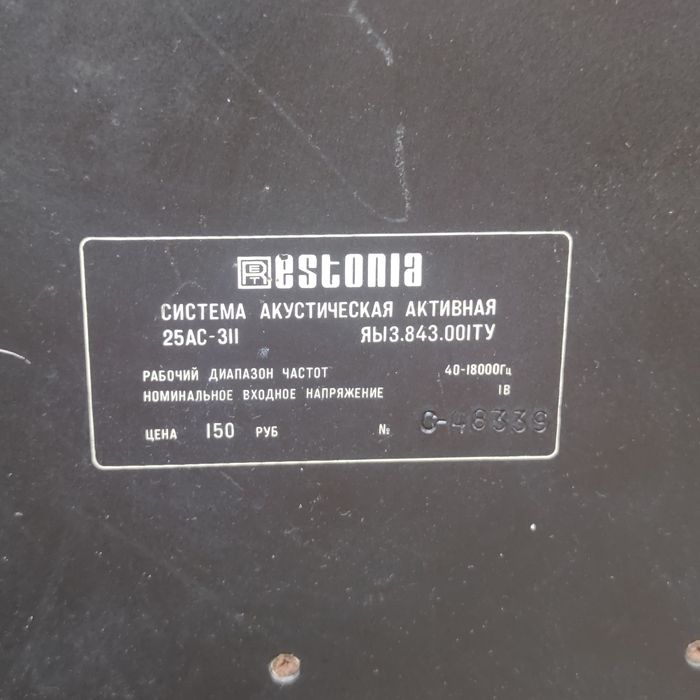 RET estonia
СИСТЕМА АКУСТИЧЕСКАЯ АКТИВНАЯ
25АС-311 ЯЫ3.843.001ТУ
РАБОЧИЙ ДИАПАЗОН ЧАСТОТ 40-18000Гц
НОМИНАЛЬНОЕ ВХОДНОЕ НАПРЯЖЕНИЕ 1В
ЦЕНА 150 РУБ № С-48339